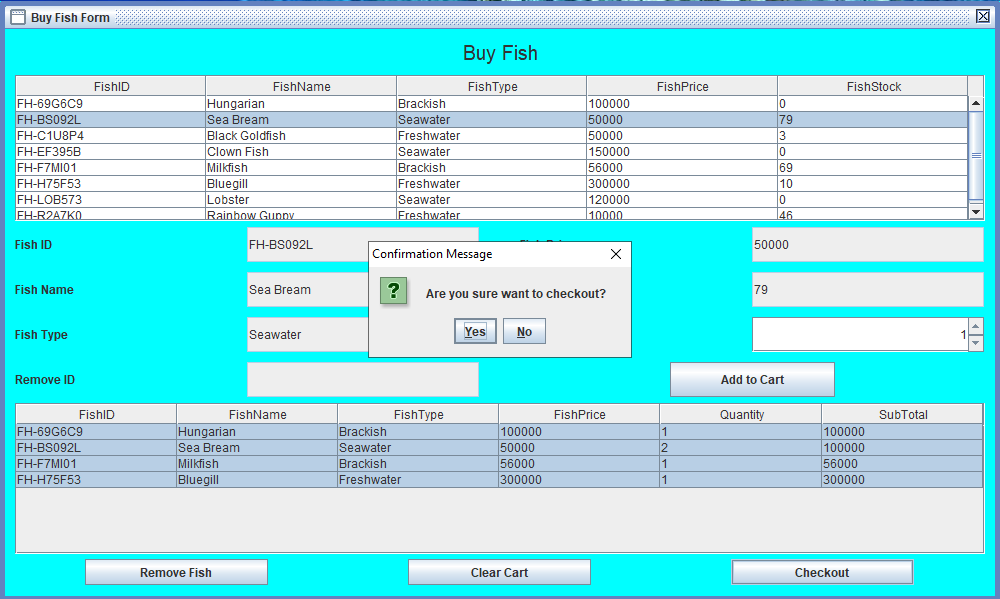 Buy Fish Form
Buy Fish
FishID FishName FishType FishPrice FishStock
FH-69G6C9 Hungarian Brackish 100000 0
FH-BS092L Sea Bream Seawater 50000 79
FH-C1U8P4 Black Goldfish Freshwater 50000 3
FH-EF395B Clown Fish Seawater 150000 0
FH-F7MI01 Milkfish Brackish 56000 69
FH-H75F53 Bluegill Freshwater 300000 10
FH-LOB573 Lobster Seawater 120000 0
FH-R2A7K0 Rainbow Guppy Freshwater 10000 46
Fish ID FH-BS092L 50000
Confirmation Message
Fish Name Sea Bream 79
Are you sure want to checkout?
Fish Type Seawater 1
Yes No
Remove ID Add to Cart
FishID FishName FishType FishPrice Quantity SubTotal
FH-69G6C9 Hungarian Brackish 100000 1 100000
FH-BS092L Sea Bream Seawater 50000 2 100000
FH-F7MI01 Milkfish Brackish 56000 1 56000
FH-H75F53 Bluegill Freshwater 300000 1 300000
Remove Fish Clear Cart Checkout